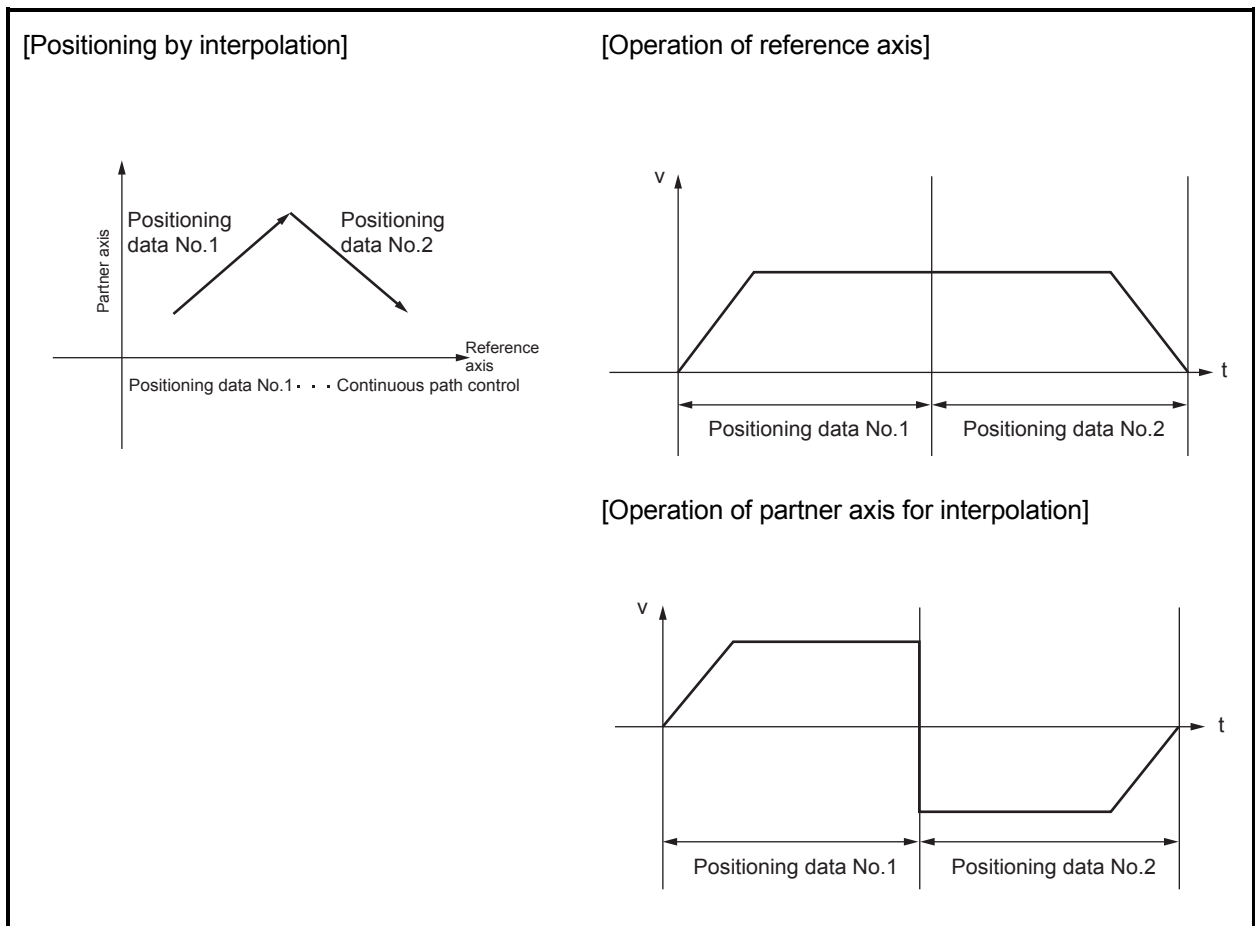 [Positioning by interpolation]
Partner axis
Positioning
data No.1
Positioning
data No.2
Reference
axis
Positioning data No.1 · · · Continuous path control
[Operation of reference axis]
v
t
Positioning data No.1
Positioning data No.2
[Operation of partner axis for interpolation]
v
t
Positioning data No.1
Positioning data No.2